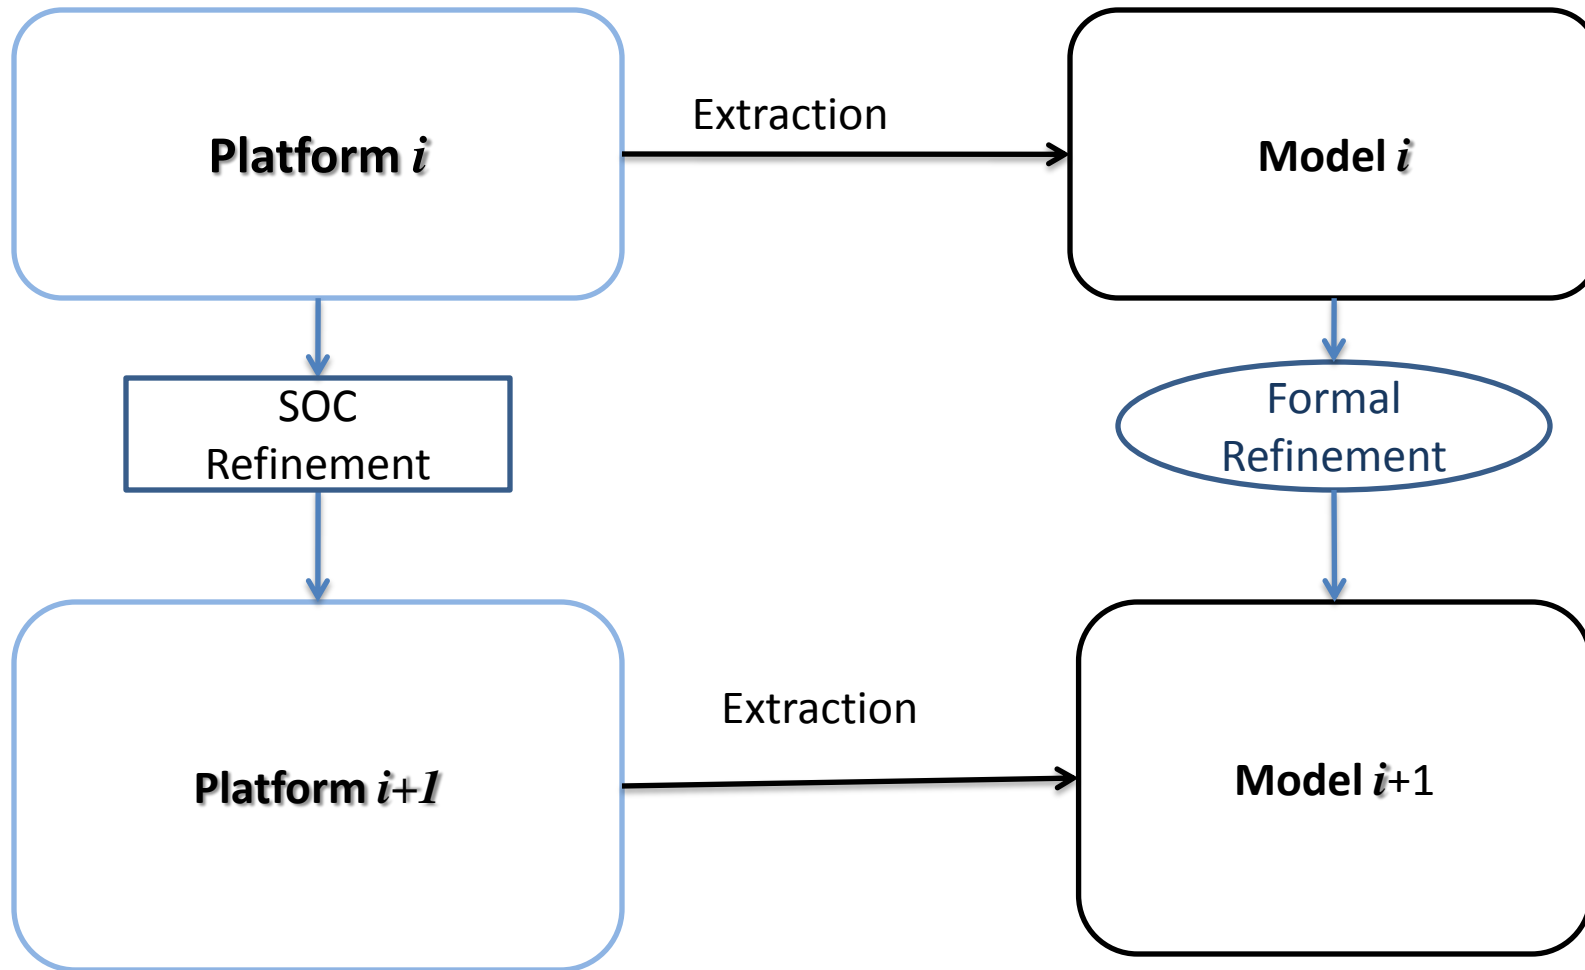 Extraction
Platform i
Model i
SOC
Refinement
Formal
Refinement
Extraction
Platform i+1
Model i+1